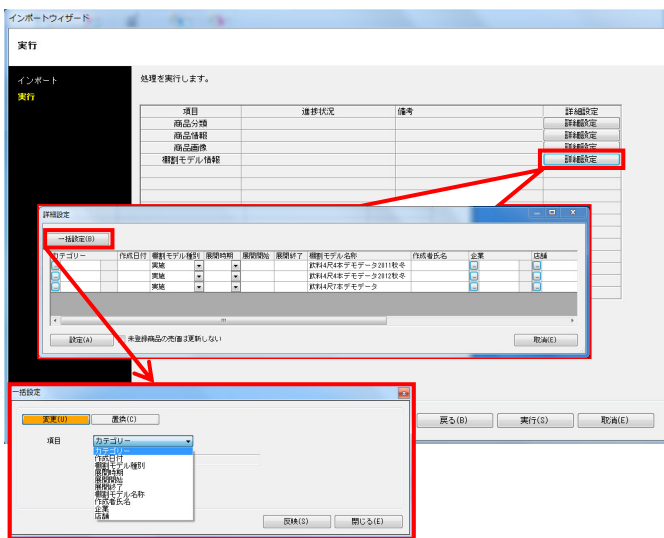 インポートウィザード
実行
インポート
実行
処理を実行します。
項目 進捗状況 備考 詳細設定
商品分類 詳細設定
商品情報 詳細設定
商品画像 詳細設定
棚割モデル情報 詳細設定
詳細設定
一括設定(B)
カテゴリー 作成日付 棚割モデル種別 展開時期 展開開始 展開終了 棚割モデル名称 作成者氏名 企業 店舗
実施 飲料4尺4本デモデータ2011秋冬
実施 飲料4尺4本デモデータ2012秋冬
実施 飲料4尺7本デモデータ
設定(A) 未登録商品の売価は更新しない 取消(E)
一括設定
変更(U) 置換(C)
項目 カテゴリー
カテゴリー
作成日付
棚割モデル種別
展開時期
展開開始
展開終了
棚割モデル名称
作成者氏名
企業
店舗
反映(S) 閉じる(E)
戻る(B) 実行(S) 取消(E)